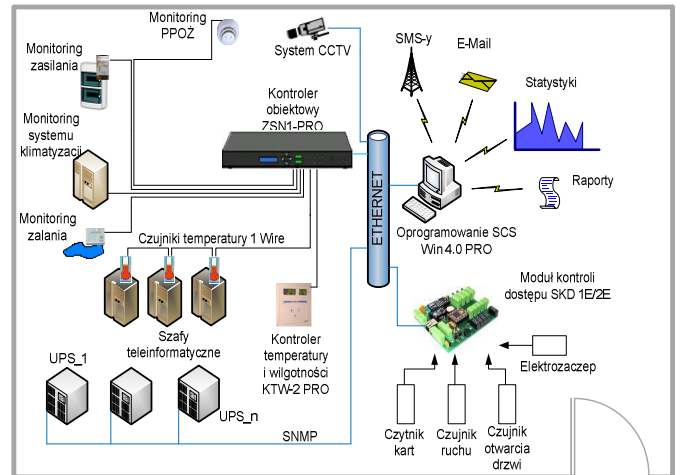 Monitoring
PPOŻ
System CCTV
SMS-y
E-Mail
Monitoring
zasilania
Statystyki
Kontroler
obiektowy
ZSN1-PRO
Monitoring
systemu
klimatyzacji
Raporty
ETHERNET
Monitoring
zalania
Czujniki temperatury 1 Wire
Oprogramowanie SCS
Win 4.0 PRO
Moduł kontroli
dostępu SKD 1E/2E
Szafy
teleinformatyczne
Kontroler
temperatury
i wilgotności
KTW-2 PRO
UPS_1
UPS_n
SNMP
Elektrozaczep
Czytnik
kart
Czujnik
ruchu
Czujnik
otwarcia
drzwi